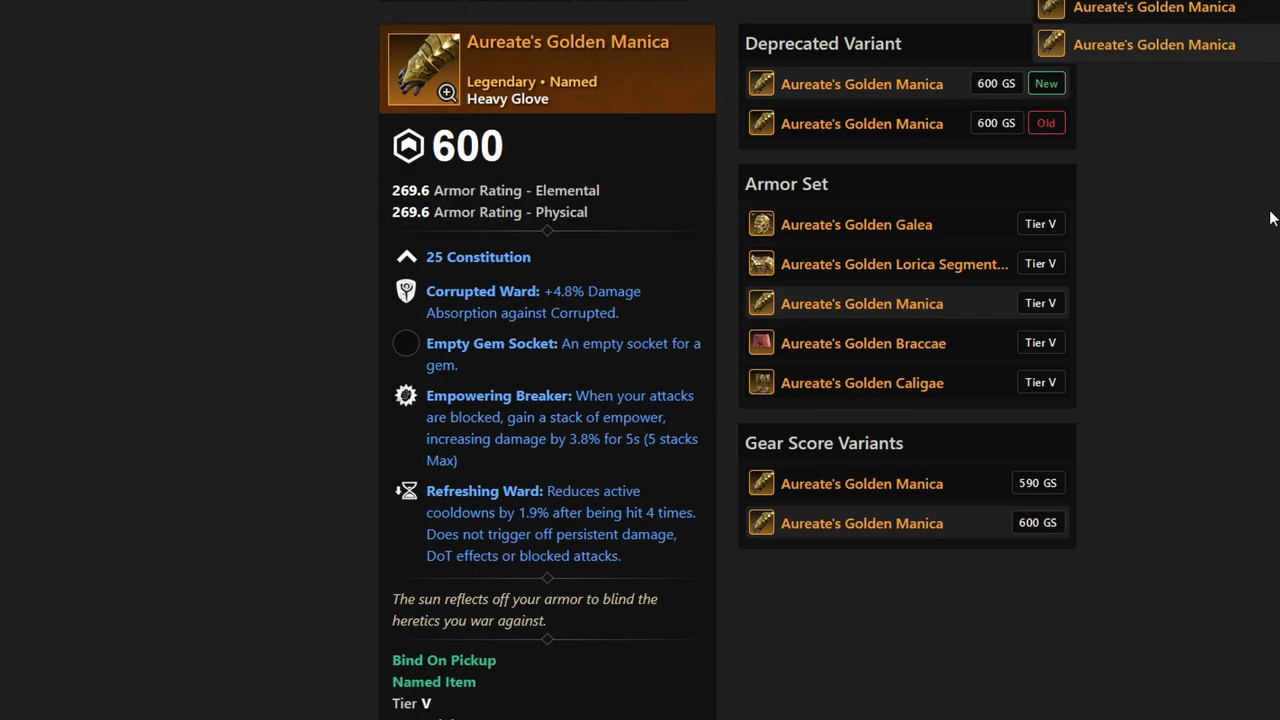 Aureate's Golden Manica
Aureate's Golden Manica
Aureate's Golden Manica
Legendary • Named
Heavy Glove
600
269.6 Armor Rating - Elemental
269.6 Armor Rating - Physical
25 Constitution
Corrupted Ward: +4.8% Damage
Absorption against Corrupted.
Empty Gem Socket: An empty socket for a
gem.
Empowering Breaker: When your attacks
are blocked, gain a stack of empower,
increasing damage by 3.8% for 5s (5 stacks
Max)
Refreshing Ward: Reduces active
cooldowns by 1.9% after being hit 4 times.
Does not trigger off persistent damage,
DoT effects or blocked attacks.
The sun reflects off your armor to blind the
heretics you war against.
Bind On Pickup
Named Item
Tier V
Deprecated Variant
Aureate's Golden Manica 600 GS New
Aureate's Golden Manica 600 GS Old
Armor Set
Aureate's Golden Galea Tier V
Aureate's Golden Lorica Segment... Tier V
Aureate's Golden Manica Tier V
Aureate's Golden Braccae Tier V
Aureate's Golden Caligae Tier V
Gear Score Variants
Aureate's Golden Manica 590 GS
Aureate's Golden Manica 600 GS